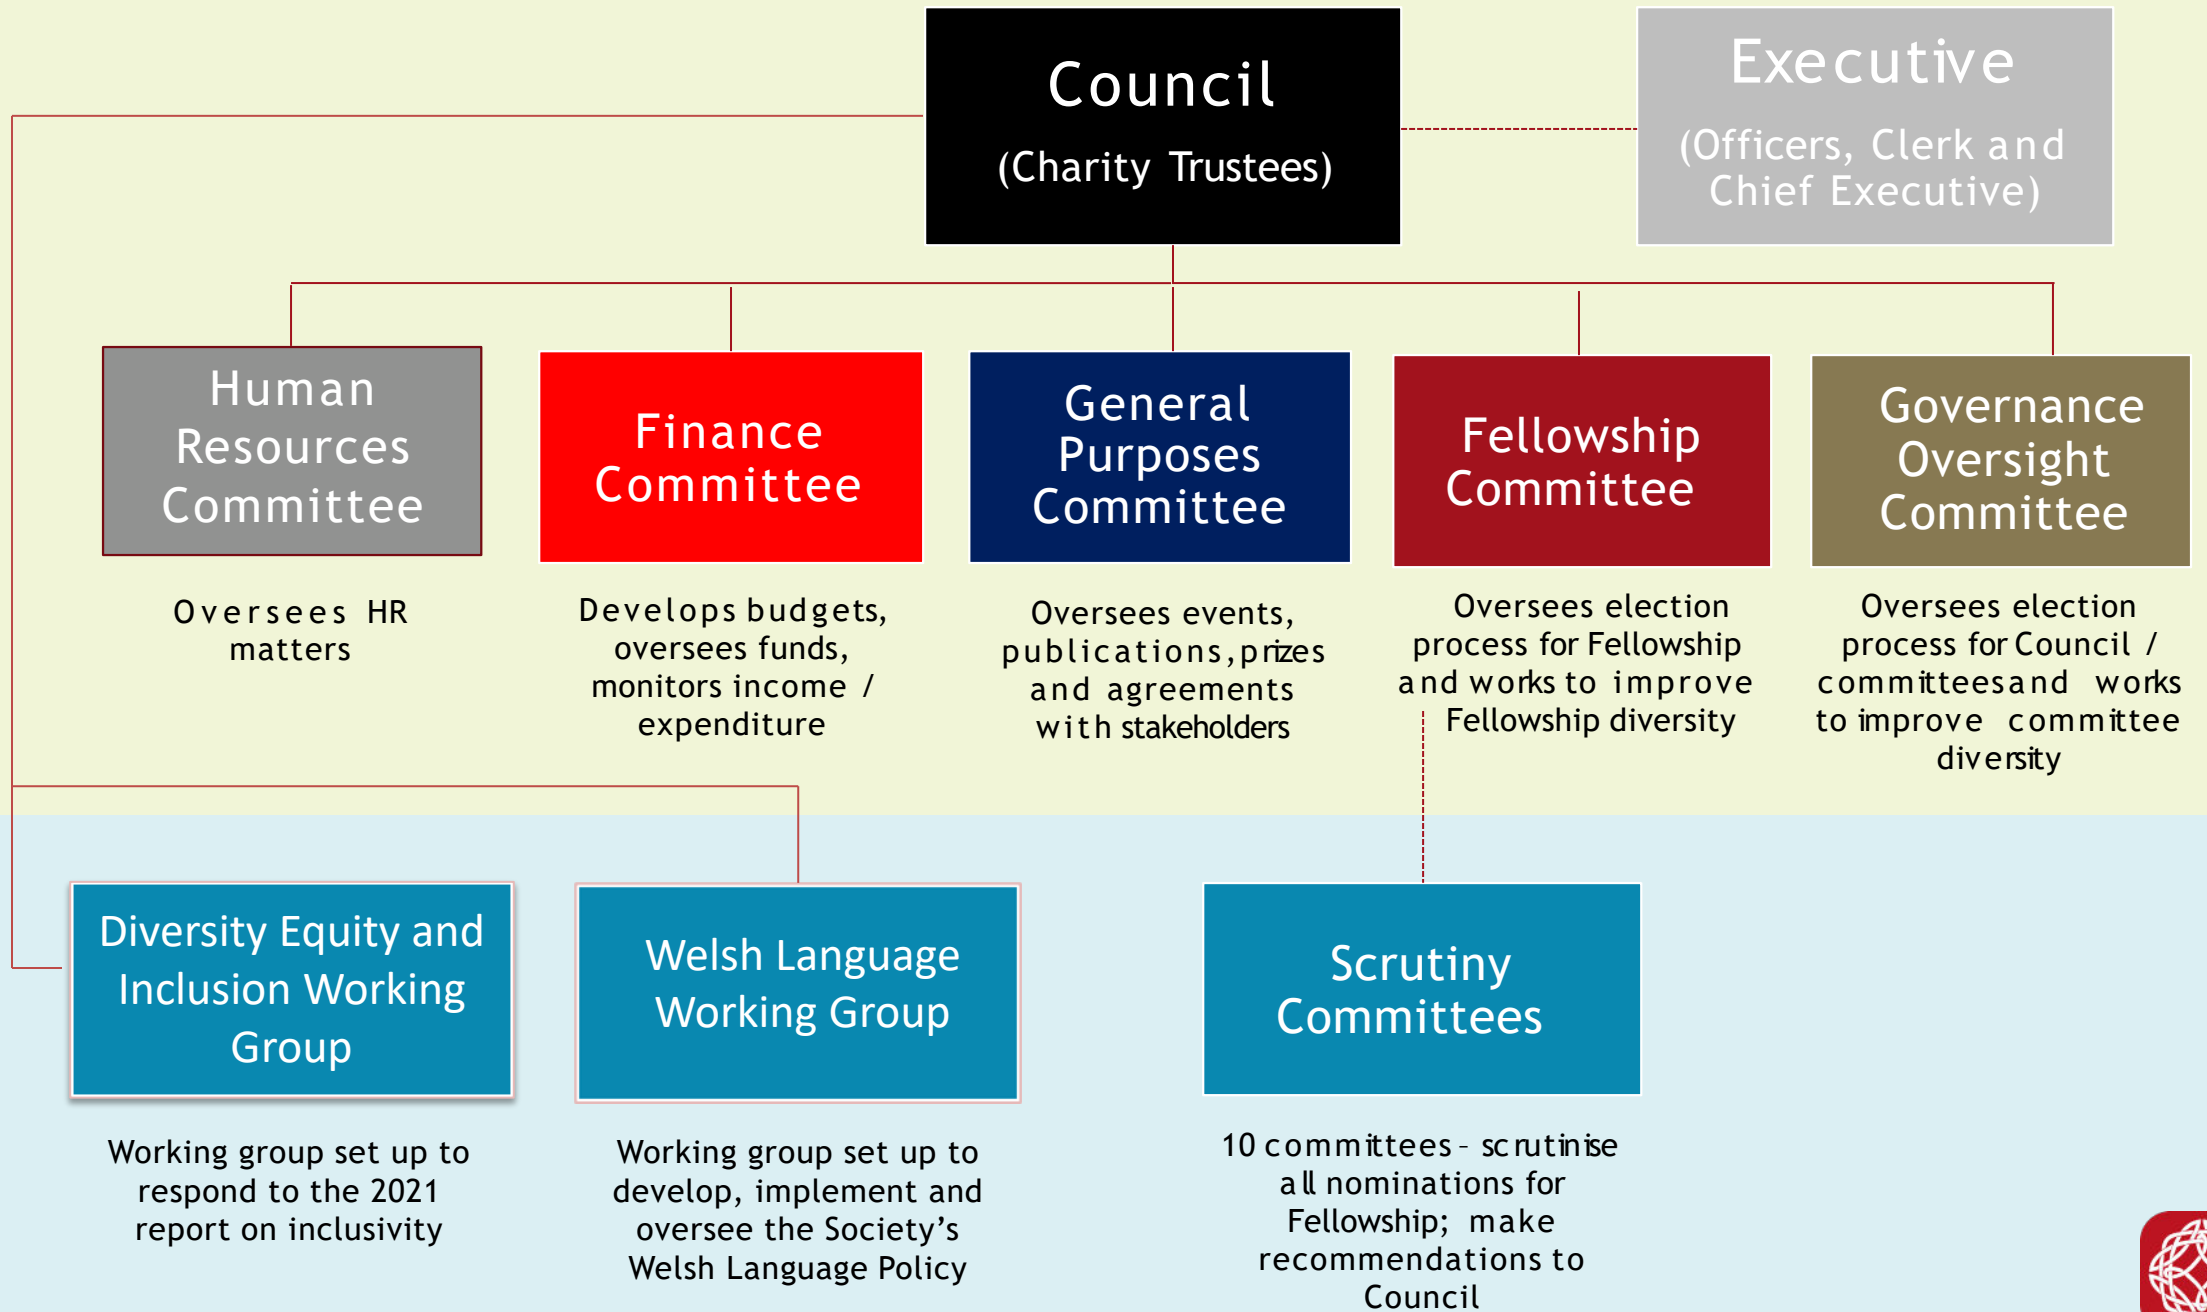 Council
(Charity Trustees)
Executive
(Officers, Clerk and
Chief Executive)
Human
Resources
Committee
Finance
Committee
General
Purposes
Committee
Fellowship
Committee
Governance
Oversight
Committee
Oversees HR
matters
Develops budgets,
oversees funds,
monitors income /
expenditure
Oversees events,
publications, prizes
and agreements
with stakeholders
Oversees election
process for Fellowship
and works to improve
Fellowship diversity
Oversees election
process for Council /
committees and works
to improve committee
diversity
Diversity Equity and
Inclusion Working
Group
Welsh Language
Working Group
Scrutiny
Committees
Working group set up to
respond to the 2021
report on inclusivity
Working group set up to
develop, implement and
oversee the Society’s
Welsh Language Policy
10 committees – scrutinise
all nominations for
Fellowship; make
recommendations to
Council